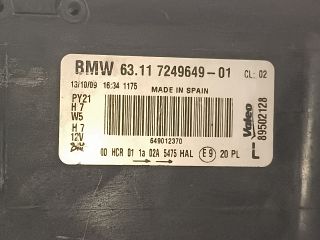 BMW 63.11 7249649-01 CL: 02
13/10/09 16:34 1175 MADE IN SPAIN
PY21
H 7
W5
H 7
12V
649012370
Valeo
89502128
L
00 HCR 01 1a 02A 5475 HAL E9 20 PL